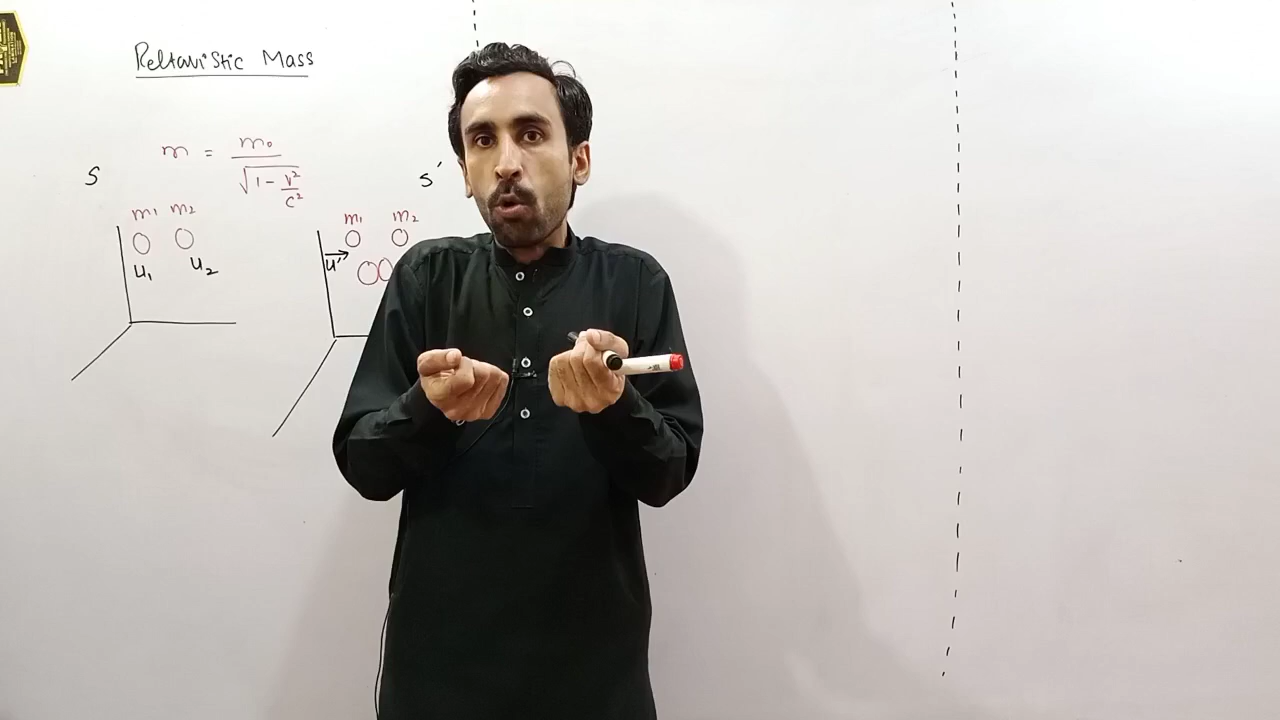 Reltavistic Mass
m = m₀ / √(1 - v²/c²)
S
S'
m₁ m₂
m₁ m₂
u₁ u₂
u'